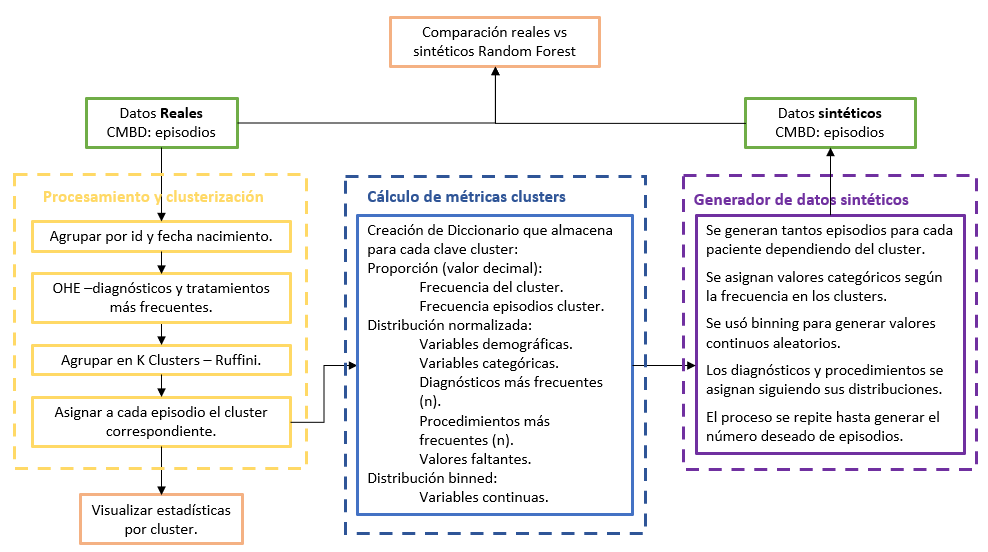 Comparación reales vs
sintéticos Random Forest
Datos Reales
CMBD: episodios
Datos sintéticos
CMBD: episodios
Procesamiento y clusterización
Agrupar por id y fecha nacimiento.
OHE –diagnósticos y tratamientos
más frecuentes.
Agrupar en K Clusters – Ruffini.
Asignar a cada episodio el cluster
correspondiente.
Visualizar estadísticas
por cluster.
Cálculo de métricas clusters
Creación de Diccionario que almacena
para cada clave cluster:
Proporción (valor decimal):
Frecuencia del cluster.
Frecuencia episodios cluster.
Distribución normalizada:
Variables demográficas.
Variables categóricas.
Diagnósticos más frecuentes
(n).
Procedimientos más
frecuentes (n).
Valores faltantes.
Distribución binned:
Variables continuas.
Generador de datos sintéticos
Se generan tantos episodios para cada
paciente dependiendo del cluster.
Se asignan valores categóricos según
la frecuencia en los clusters.
Se usó binning para generar valores
continuos aleatorios.
Los diagnósticos y procedimientos se
asignan siguiendo sus distribuciones.
El proceso se repite hasta generar el
número deseado de episodios.